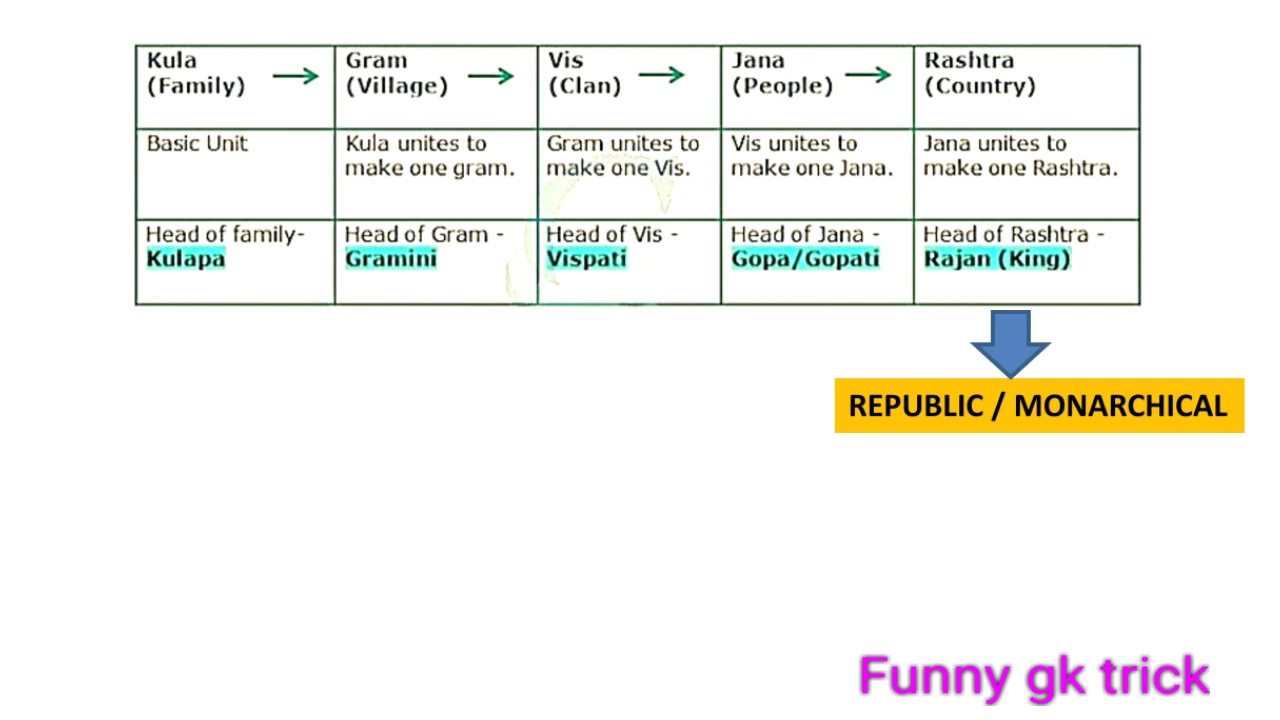 Kula
(Family)
Gram
(Village)
Vis
(Clan)
Jana
(People)
Rashtra
(Country)
Basic Unit
Kula unites to
make one gram.
Gram unites to
make one Vis.
Vis unites to
make one Jana.
Jana unites to
make one Rashtra.
Head of family-
Kulapa
Head of Gram -
Gramini
Head of Vis -
Vispati
Head of Jana -
Gopa/Gopati
Head of Rashtra -
Rajan (King)
REPUBLIC / MONARCHICAL
Funny gk trick